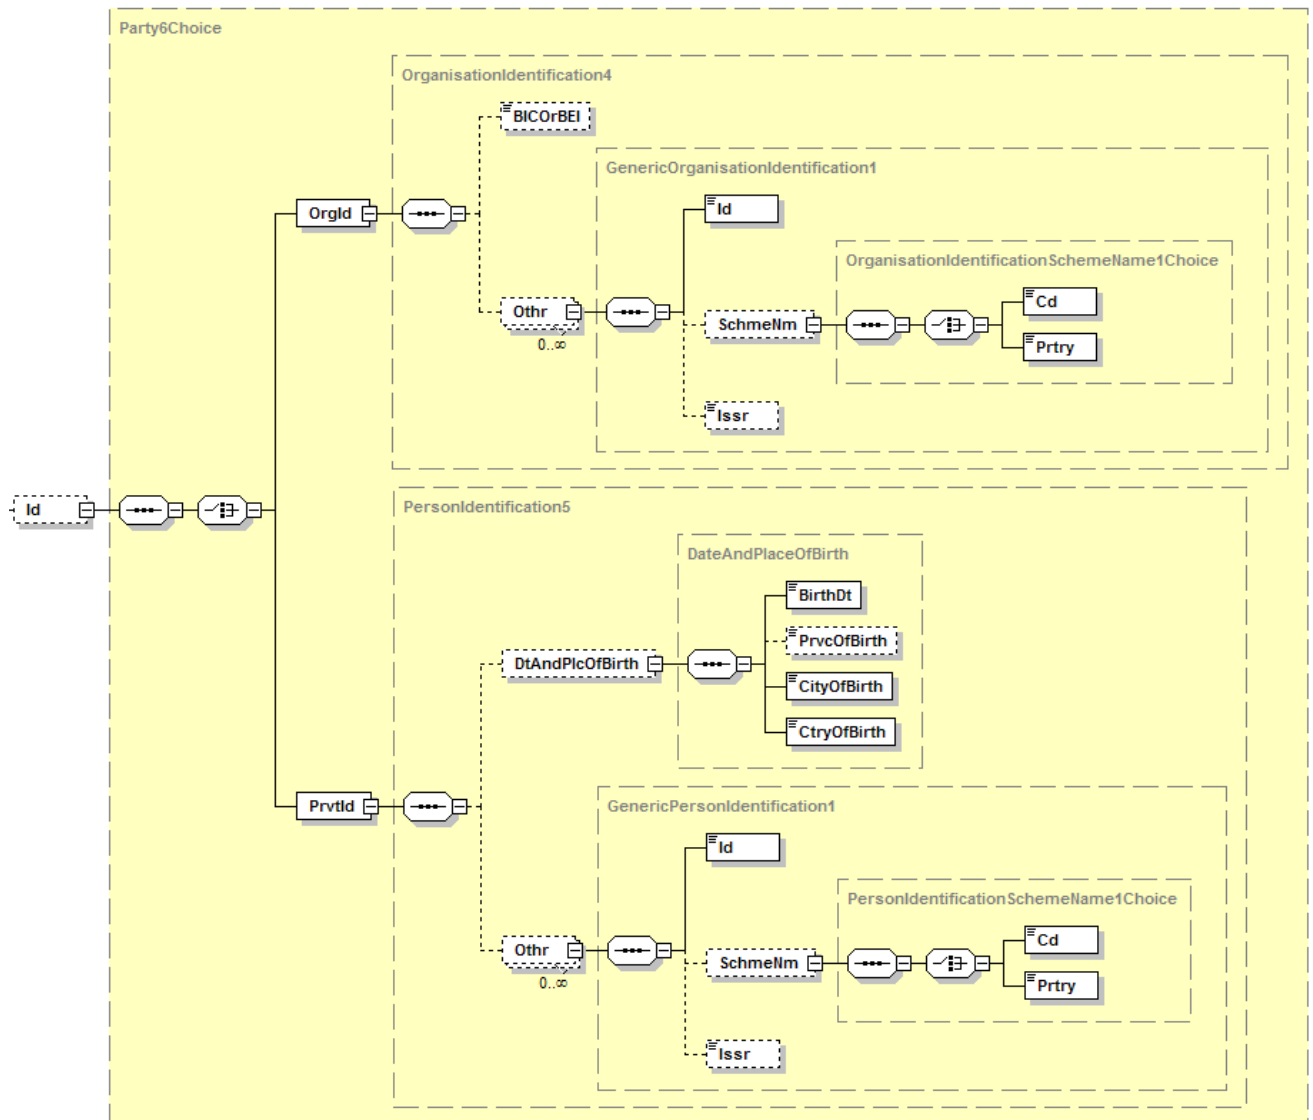 Party6Choice
OrganisationIdentification4
BICOrBEI
GenericOrganisationIdentification1
Id
OrgId
OrganisationIdentificationSchemeName1Choice
Cd
Othr
SchmeNm
Prtry
0..∞
Issr
Id
PersonIdentification5
DateAndPlaceOfBirth
BirthDt
PrvcOfBirth
DtAndPlcOfBirth
CityOfBirth
CtryOfBirth
PrvtId
GenericPersonIdentification1
Id
PersonIdentificationSchemeName1Choice
Cd
Othr
SchmeNm
Prtry
0..∞
Issr